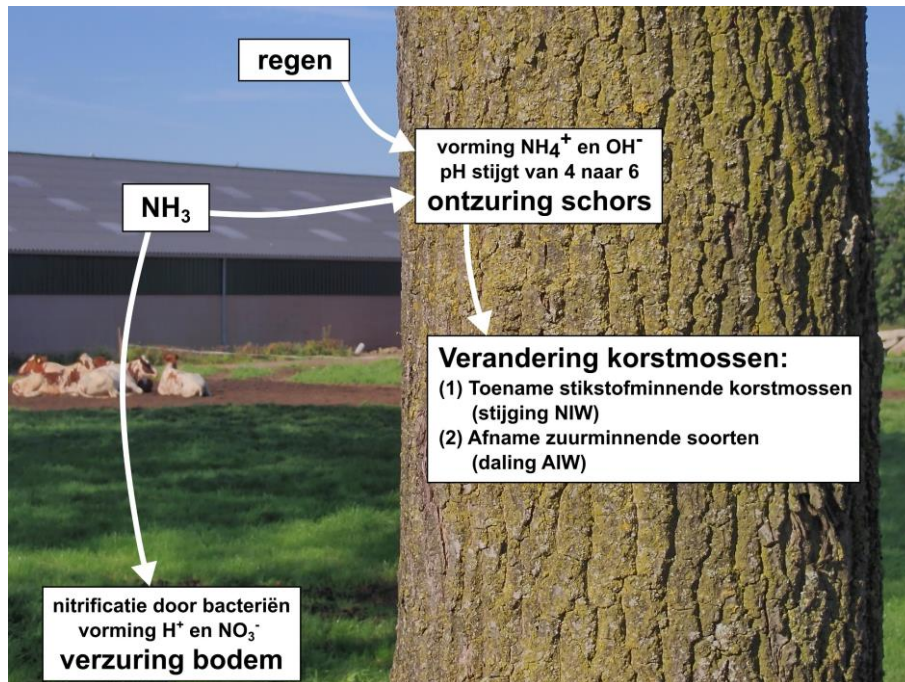 regen
vorming NH₄⁺ en OH⁻
pH stijgt van 4 naar 6
ontzuring schors
NH₃
Verandering korstmossen:
(1) Toename stikstofminnende korstmossen
(stijging NIW)
(2) Afname zuurminnende soorten
(daling AIW)
nitrificatie door bacteriën
vorming H⁺ en NO₃⁻
verzuring bodem